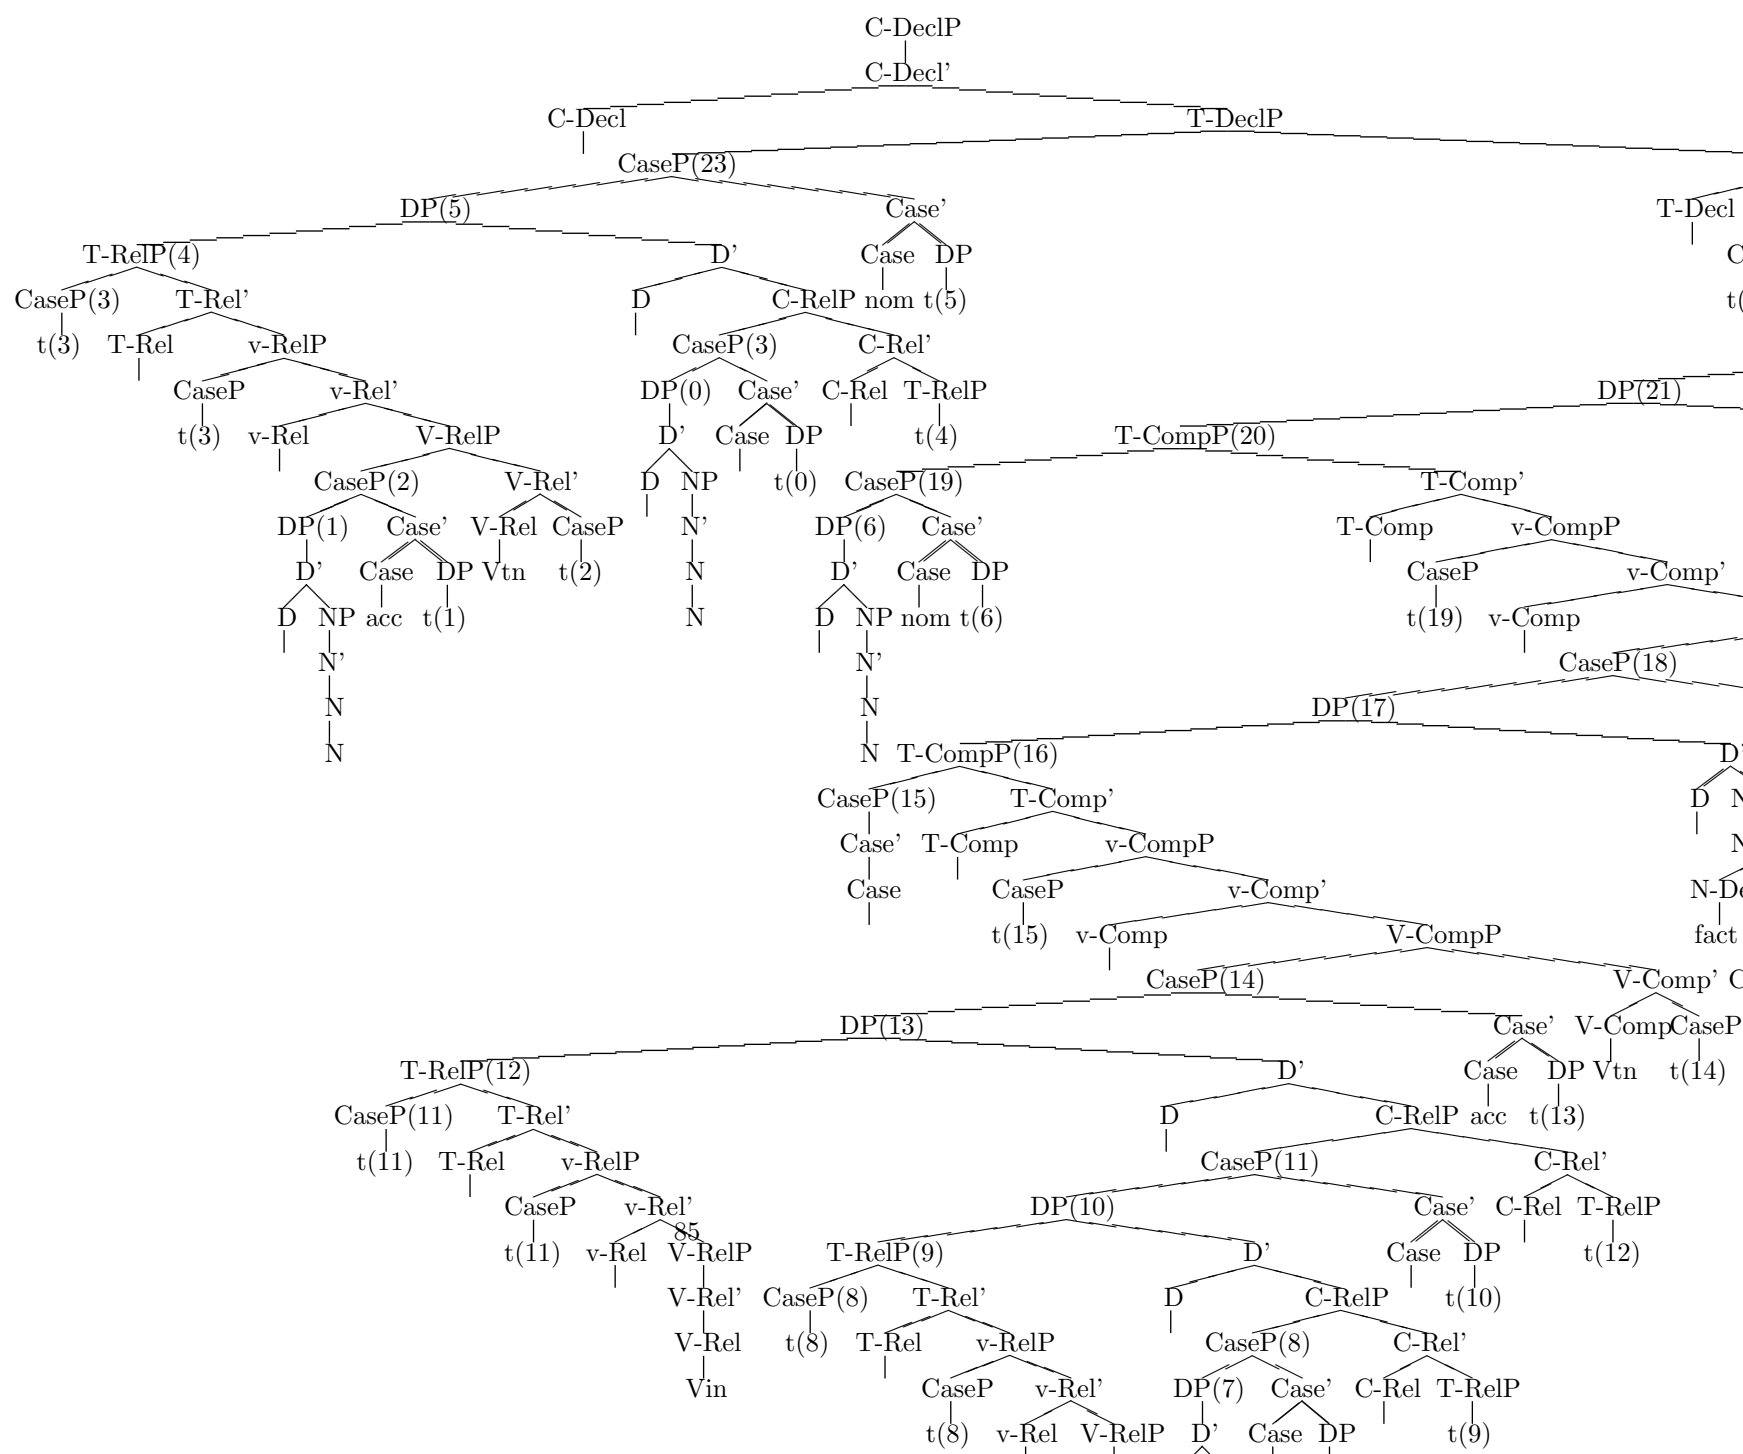 C-DeclP
C-Decl’
C-Decl T-DeclP
CaseP(23)
DP(5) Case’ T-Decl
T-RelP(4) D’ Case DP C
CaseP(3) T-Rel’ D C-RelP nom t(5) t(
t(3) T-Rel v-RelP CaseP(3) C-Rel’
CaseP v-Rel’ DP(0) Case’ C-Rel T-RelP DP(21)
t(3) v-Rel V-RelP D’ Case DP t(4) T-CompP(20)
CaseP(2) V-Rel’ D NP t(0) CaseP(19) T-Comp’
DP(1) Case’ V-Rel CaseP N’ DP(6) Case’ T-Comp v-CompP
D’ Case DP Vtn t(2) N D’ Case DP CaseP v-Comp’
D NP acc t(1) N D NP nom t(6) t(19) v-Comp
N’ N’ CaseP(18)
N N DP(17)
N N T-CompP(16) D’
CaseP(15) T-Comp’ D N
Case’ T-Comp v-CompP N
Case CaseP v-Comp’ N-De
t(15) v-Comp V-CompP fact
CaseP(14) V-Comp’ C
DP(13) Case’ V-Comp CaseP
T-RelP(12) D’ Case DP Vtn t(14)
CaseP(11) T-Rel’ D C-RelP acc t(13)
t(11) T-Rel v-RelP CaseP(11) C-Rel’
CaseP v-Rel’ DP(10) Case’ C-Rel T-RelP
85
t(11) v-Rel V-RelP T-RelP(9) D’ Case DP t(12)
V-Rel’ CaseP(8) T-Rel’ D C-RelP t(10)
V-Rel t(8) T-Rel v-RelP CaseP(8) C-Rel’
Vin CaseP v-Rel’ DP(7) Case’ C-Rel T-RelP
t(8) v-Rel V-RelP D’ Case DP t(9)